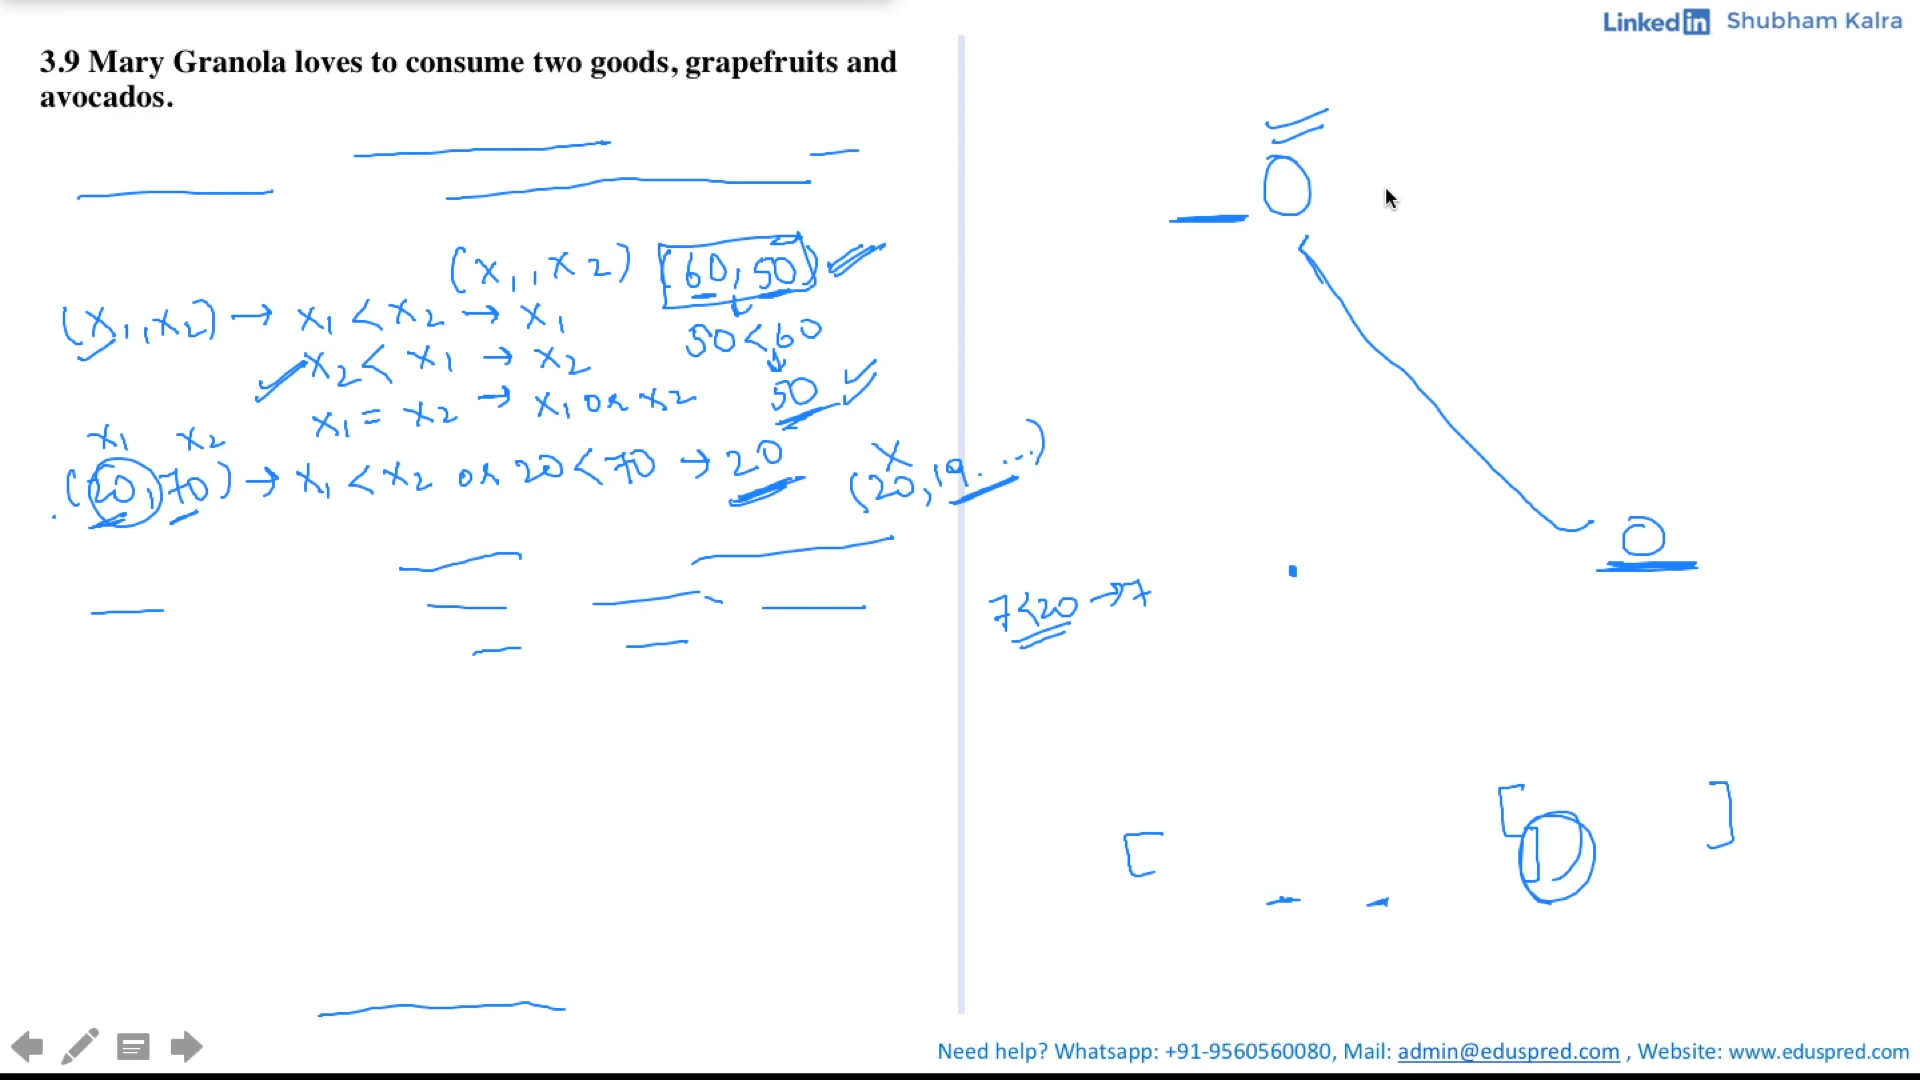 Linked in Shubham Kalra
3.9 Mary Granola loves to consume two goods, grapefruits and
avocados.
(x1, x2) (60, 50)
(x1, x2) → x1 < x2 → x1
50 < 60
x2 < x1 → x2
50
x1 = x2 → x1 or x2
x1 x2
(20, 70) → x1 < x2 or 20 < 70 → 20
x
(20, 19....)
7 < 20 → 7
Need help? Whatsapp: +91-9560560080, Mail: admin@eduspred.com , Website: www.eduspred.com